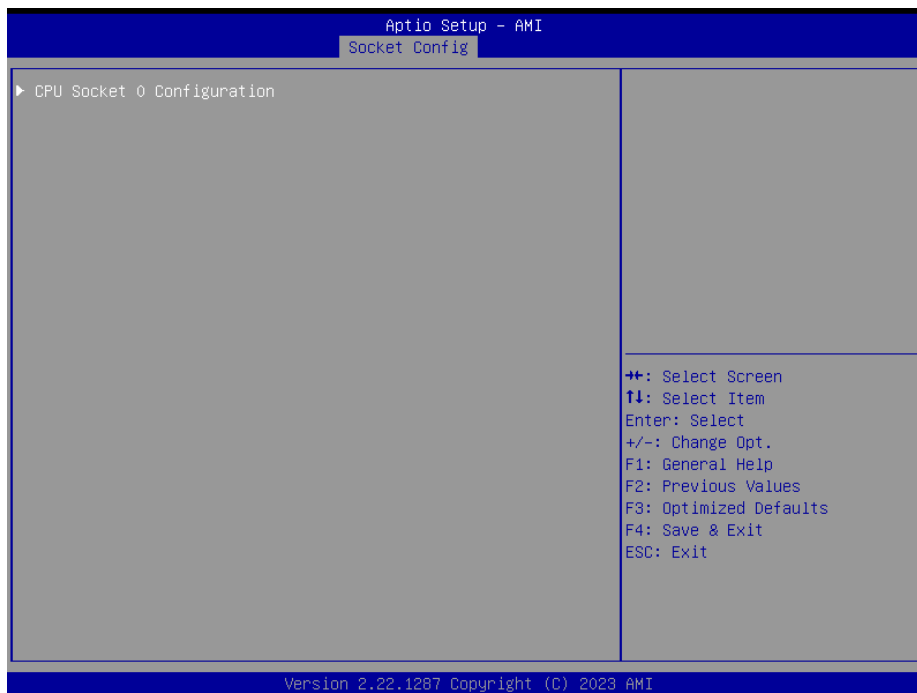 Aptio Setup - AMI
Socket Config
▶ CPU Socket 0 Configuration
→←: Select Screen
↑↓: Select Item
Enter: Select
+/-: Change Opt.
F1: General Help
F2: Previous Values
F3: Optimized Defaults
F4: Save & Exit
ESC: Exit
Version 2.22.1287 Copyright (C) 2023 AMI